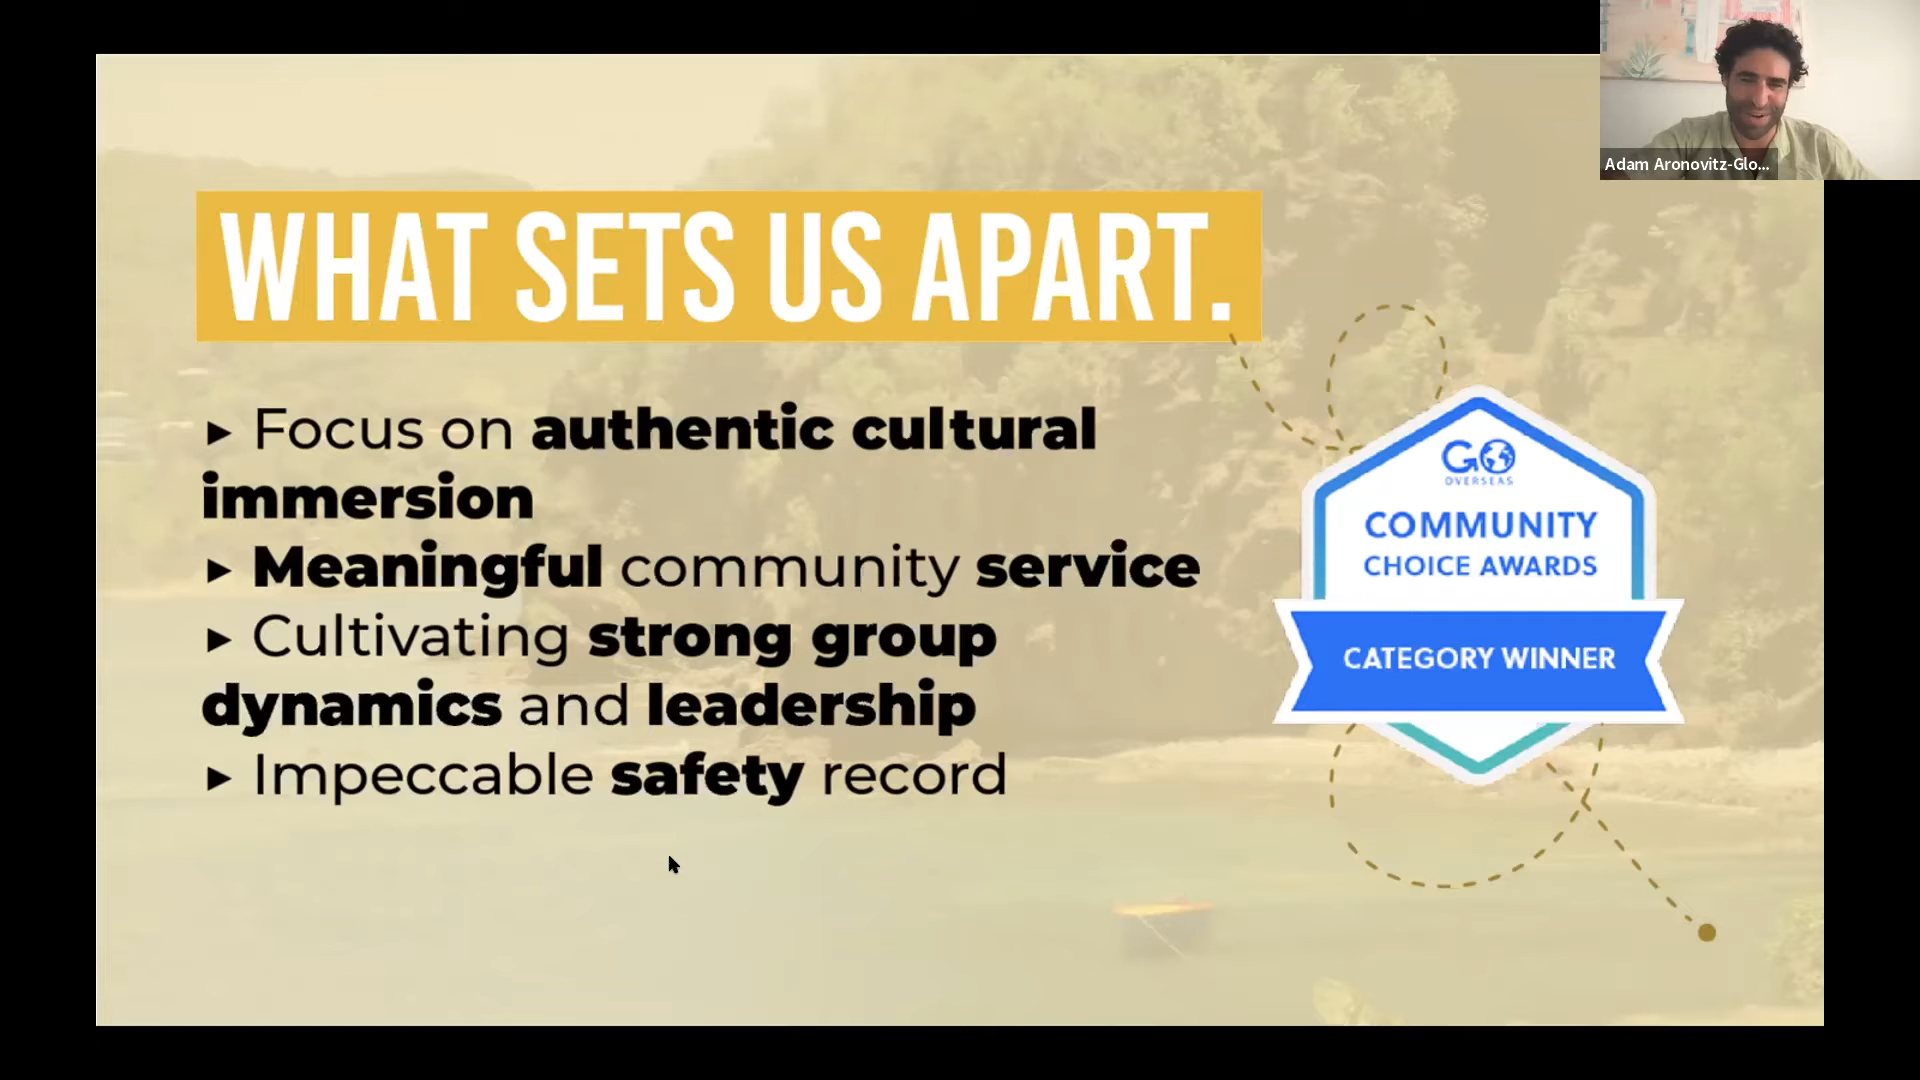 Adam Aronovitz-Glo...
WHAT SETS US APART.
► Focus on authentic cultural
immersion
► Meaningful community service
► Cultivating strong group
dynamics and leadership
► Impeccable safety record
GO
OVERSEAS
COMMUNITY
CHOICE AWARDS
CATEGORY WINNER